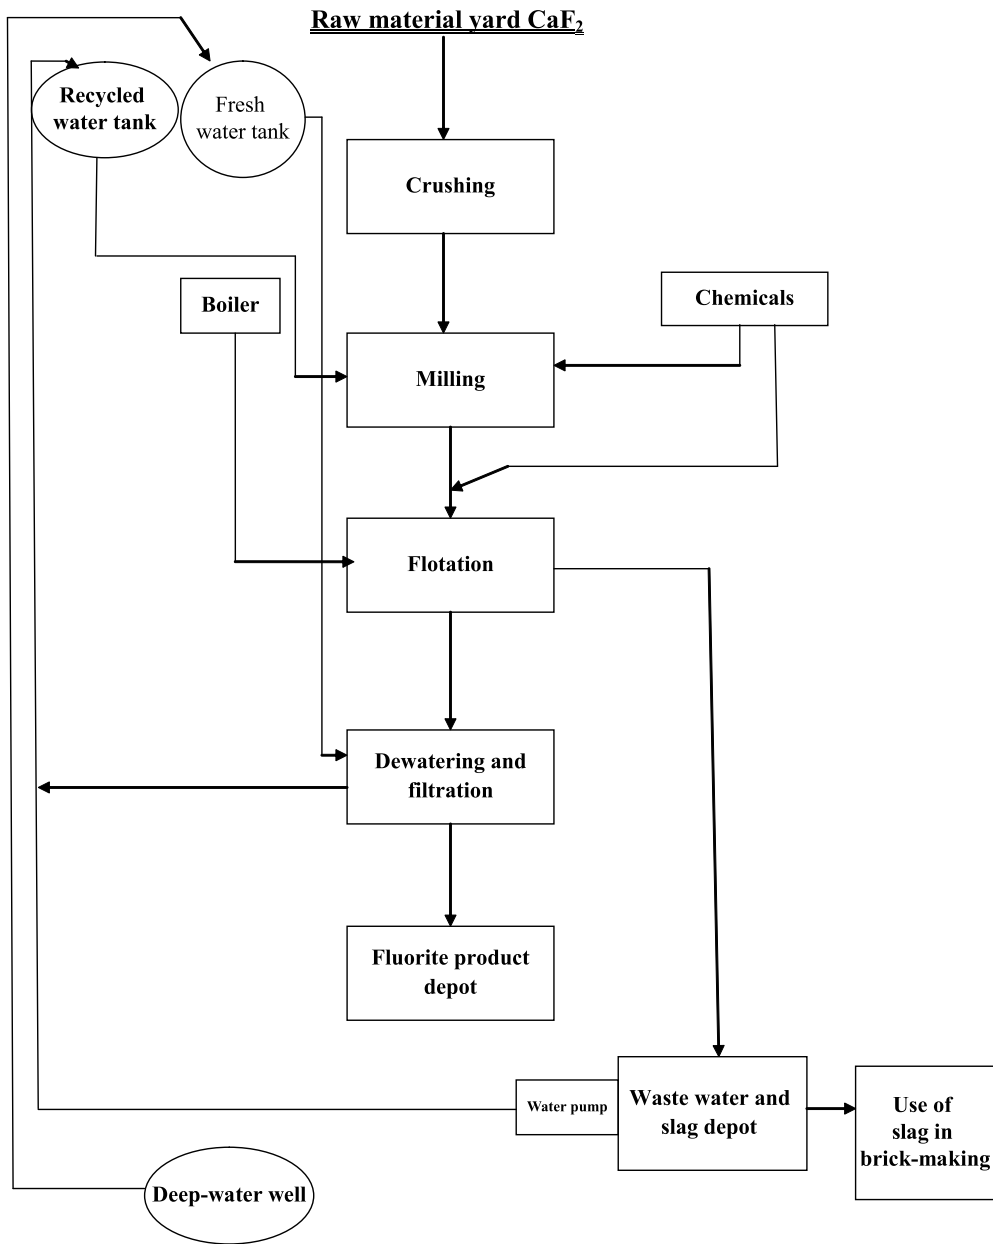 Raw material yard CaF₂
Recycled
water tank
Fresh
water tank
Crushing
Boiler
Chemicals
Milling
Flotation
Dewatering and
filtration
Fluorite product
depot
Water pump
Waste water and
slag depot
Use of
slag in
brick-making
Deep-water well